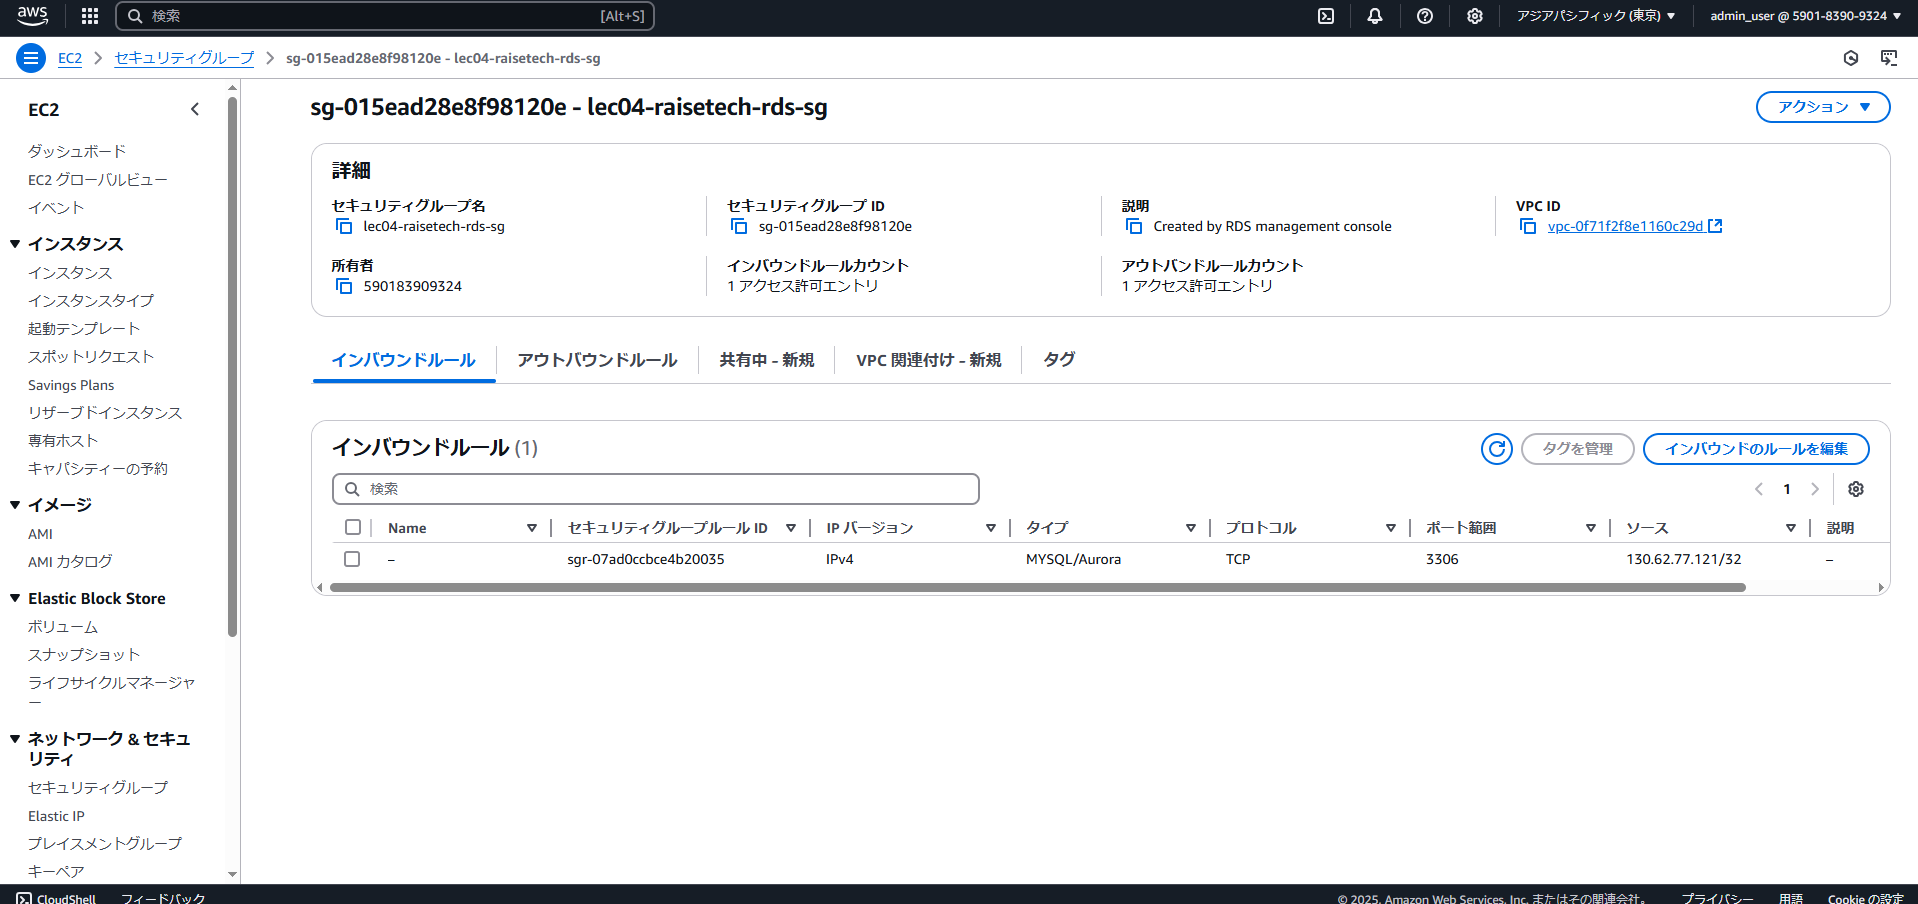 aws
検索 [Alt+S]
アジアパシフィック (東京) ▼
admin_user @ 5901-8390-9324 ▼
EC2 > セキュリティグループ > sg-015ead28e8f98120e - lec04-raisetech-rds-sg
EC2
ダッシュボード
EC2 グローバルビュー
イベント
▼ インスタンス
インスタンス
インスタンスタイプ
起動テンプレート
スポットリクエスト
Savings Plans
リザーブドインスタンス
専有ホスト
キャパシティーの予約
▼ イメージ
AMI
AMI カタログ
▼ Elastic Block Store
ボリューム
スナップショット
ライフサイクルマネージャ
ー
▼ ネットワーク & セキュ
リティ
セキュリティグループ
Elastic IP
プレイスメントグループ
キーペア
sg-015ead28e8f98120e - lec04-raisetech-rds-sg
アクション ▼
詳細
セキュリティグループ名
lec04-raisetech-rds-sg
セキュリティグループ ID
sg-015ead28e8f98120e
説明
Created by RDS management console
VPC ID
vpc-0f71f2f8e1160c29d
所有者
590183909324
インバウンドルールカウント
1 アクセス許可エントリ
アウトバンドルールカウント
1 アクセス許可エントリ
インバウンドルール アウトバウンドルール 共有中 – 新規 VPC 関連付け – 新規 タグ
インバウンドルール (1)
タグを管理
インバウンドのルールを編集
検索
1
Name セキュリティグループルール ID IP バージョン タイプ プロトコル ポート範囲 ソース 説明
– sgr-07ad0ccbce4b20035 IPv4 MYSQL/Aurora TCP 3306 130.62.77.121/32 –
CloudShell フィードバック
© 2025, Amazon Web Services, Inc. またはその関連会社。 プライバシー 用語 Cookie の設定